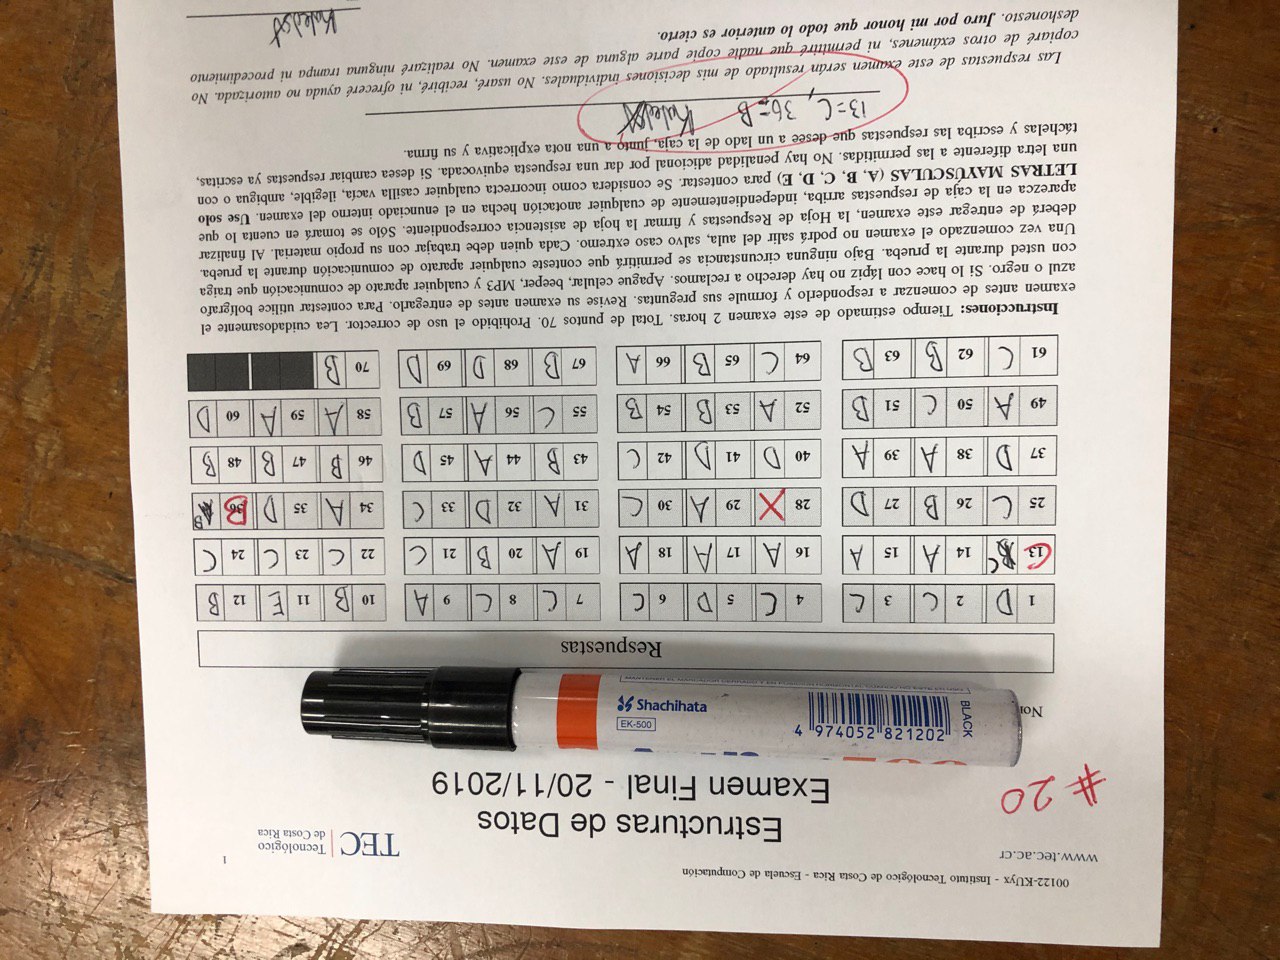 00122-KUyx - Instituto Tecnológico de Costa Rica - Escuela de Computación
1
www.tec.ac.cr
TEC | Tecnológico de Costa Rica
Estructuras de Datos
Examen Final - 20/11/2019
# 20
BLACK
4 974052 821202
Shachihata
EK-500
Respuestas
1 D 2 C 3 C 4 C 5 D 6 C 7 C 8 C 9 A 10 B 11 E 12 B
13 C C 14 A 15 A 16 A 17 A 18 A 19 A 20 B 21 C 22 C 23 C 24 C
25 C 26 B 27 D 28 X 29 A 30 C 31 A 32 D 33 C 34 A 35 D 36 B B
37 D 38 A 39 A 40 D 41 D 42 C 43 B 44 A 45 D 46 B 47 B 48 B
49 A 50 C 51 B 52 A 53 B 54 B 55 C 56 A 57 B 58 A 59 A 60 D
61 C 62 B 63 B 64 C 65 B 66 A 67 B 68 D 69 D 70 B
Instrucciones: Tiempo estimado de este examen 2 horas. Total de puntos 70. Prohibido el uso de corrector. Lea cuidadosamente el
examen antes de comenzar a responderlo y formule sus preguntas. Revise su examen antes de entregarlo. Para contestar utilice bolígrafo
azul o negro. Si lo hace con lápiz no hay derecho a reclamos. Apague celular, beeper, MP3 y cualquier aparato de comunicación que traiga
con usted durante la prueba. Bajo ninguna circunstancia se permitirá que conteste cualquier aparato de comunicación durante la prueba.
Una vez comenzado el examen no podrá salir del aula, salvo caso extremo. Cada quien debe trabajar con su propio material. Al finalizar
deberá de entregar este examen, la Hoja de Respuestas y firmar la hoja de asistencia correspondiente. Sólo se tomará en cuenta lo que
aparezca en la caja de respuestas arriba, independientemente de cualquier anotación hecha en el enunciado interno del examen. Use solo
LETRAS MAYÚSCULAS (A, B, C, D, E) para contestar. Se considera como incorrecta cualquier casilla vacía, ilegible, ambigua o con
una letra diferente a las permitidas. No hay penalidad adicional por dar una respuesta equivocada. Si desea cambiar respuestas ya escritas,
táchelas y escriba las respuestas que desee a un lado de la caja, junto a una nota explicativa y su firma.
13=C, 36=B
Las respuestas de este examen serán resultado de mis decisiones individuales. No usaré, recibiré, ni ofreceré ayuda no autorizada. No
copiaré de otros exámenes, ni permitiré que nadie copie parte alguna de este examen. No realizaré ninguna trampa ni procedimiento
deshonesto. Juro por mi honor que todo lo anterior es cierto.